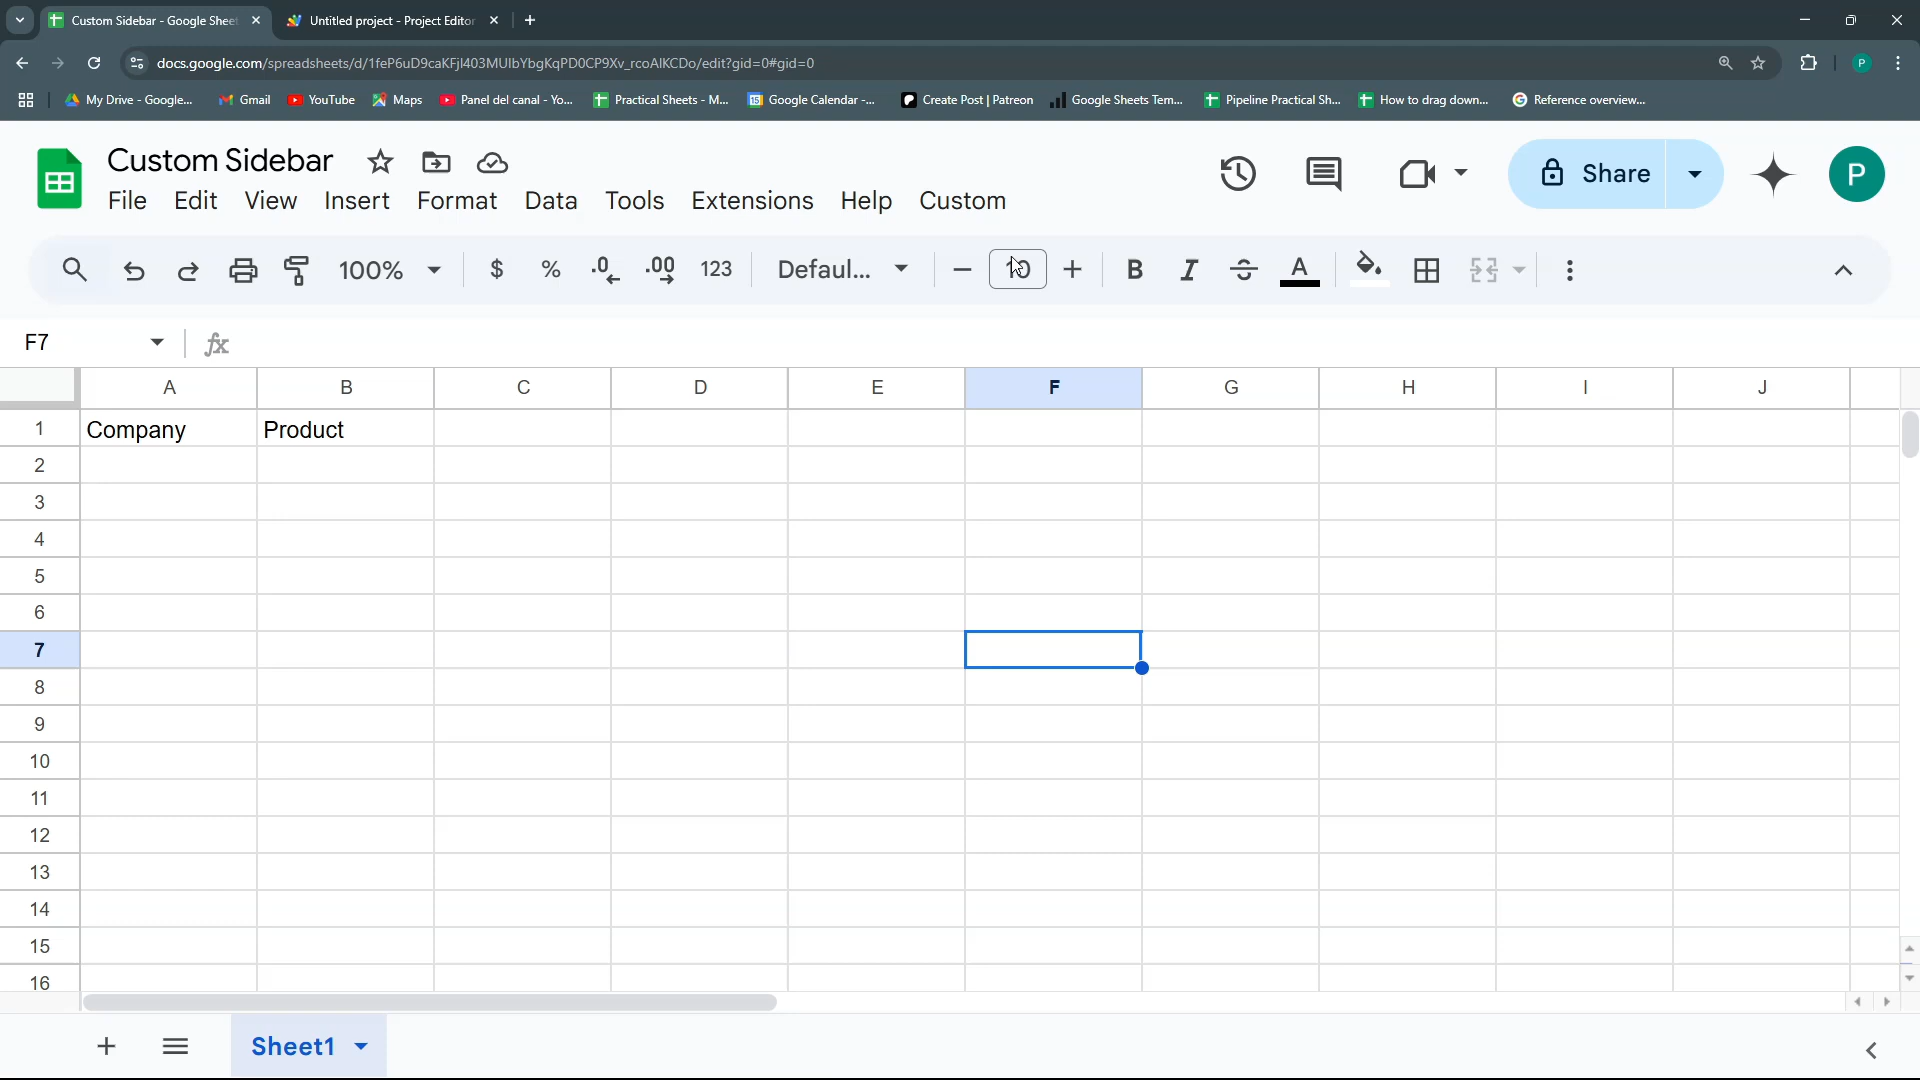 Custom Sidebar - Google Sheet
Untitled project - Project Editor
docs.google.com/spreadsheets/d/1feP6uD9caKFjl403MUlbYbgKqPD0CP9Xv_rcoAlKCDo/edit?gid=0#gid=0
My Drive - Google...
Gmail
YouTube
Maps
Panel del canal - Yo...
Practical Sheets - M...
Google Calendar -...
Create Post | Patreon
Google Sheets Tem...
Pipeline Practical Sh...
How to drag down...
Reference overview...
P
Custom Sidebar
File Edit View Insert Format Data Tools Extensions Help Custom
Share
P
100% $ % .0 .00 123 Defaul... 10 B I S A
F7 fx
A B C D E F G H I J
1 Company Product
2
3
4
5
6
7
8
9
10
11
12
13
14
15
16
Sheet1